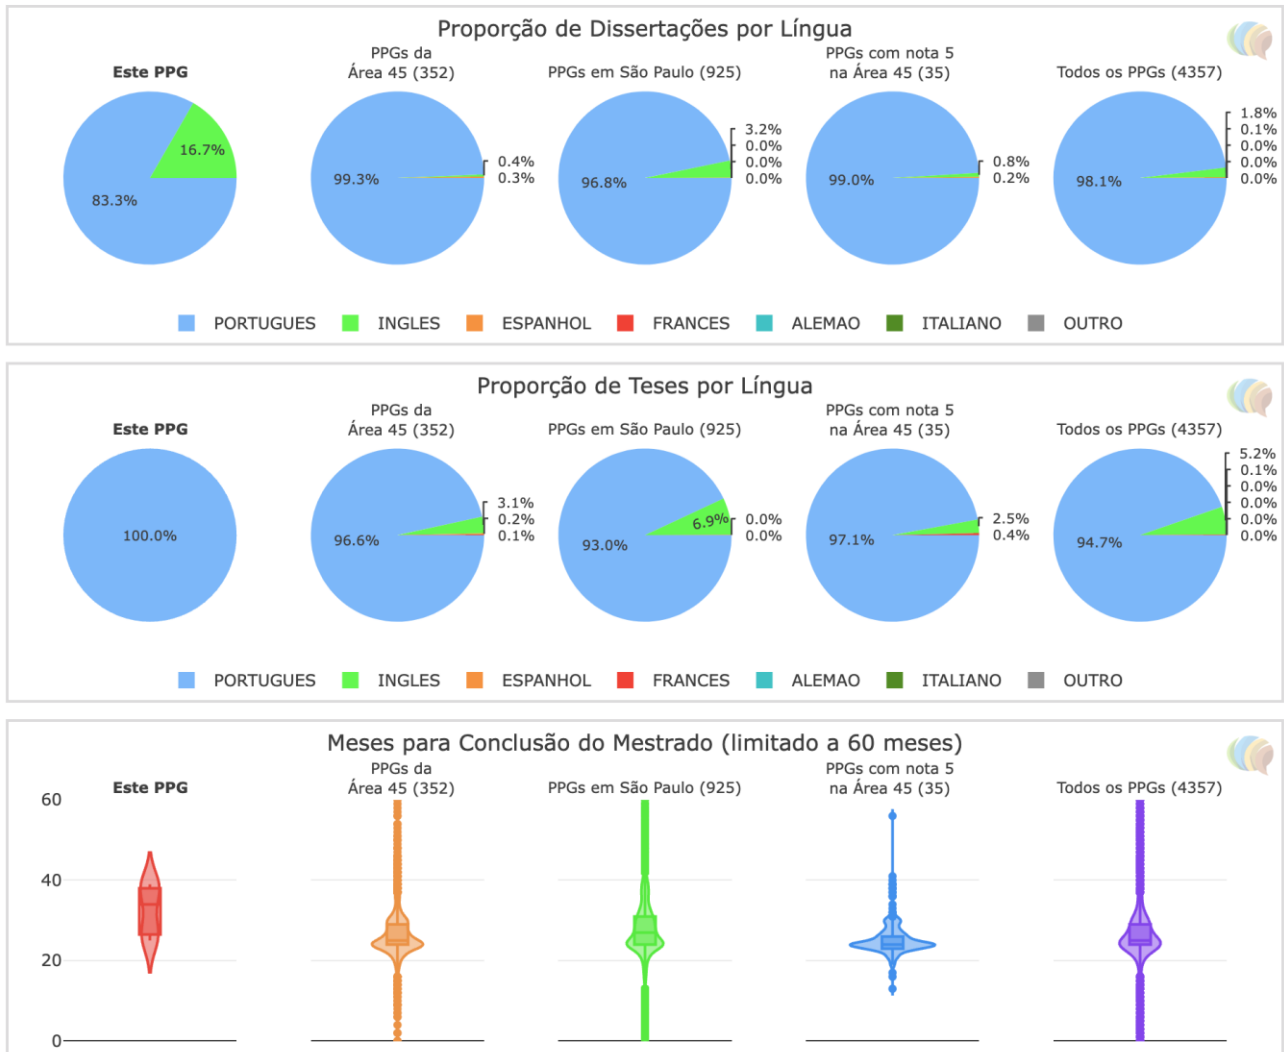 Proporção de Dissertações por Língua
Este PPG
PPGs da
Área 45 (352)
PPGs em São Paulo (925)
PPGs com nota 5
na Área 45 (35)
Todos os PPGs (4357)
16.7%
83.3%
99.3%
0.4%
0.3%
96.8%
3.2%
0.0%
0.0%
0.0%
99.0%
0.8%
0.2%
98.1%
1.8%
0.1%
0.0%
0.0%
0.0%
PORTUGUES INGLES ESPANHOL FRANCES ALEMAO ITALIANO OUTRO
Proporção de Teses por Língua
Este PPG
PPGs da
Área 45 (352)
PPGs em São Paulo (925)
PPGs com nota 5
na Área 45 (35)
Todos os PPGs (4357)
100.0%
96.6%
3.1%
0.2%
0.1%
93.0%
6.9%
0.0%
0.0%
97.1%
2.5%
0.4%
94.7%
5.2%
0.1%
0.0%
0.0%
0.0%
0.0%
PORTUGUES INGLES ESPANHOL FRANCES ALEMAO ITALIANO OUTRO
Meses para Conclusão do Mestrado (limitado a 60 meses)
Este PPG
PPGs da
Área 45 (352)
PPGs em São Paulo (925)
PPGs com nota 5
na Área 45 (35)
Todos os PPGs (4357)
60
40
20
0